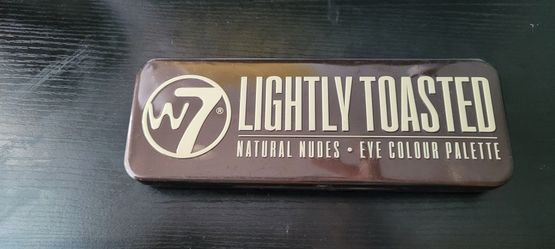 W7®
LIGHTLY TOASTED
NATURAL NUDES • EYE COLOUR PALETTE